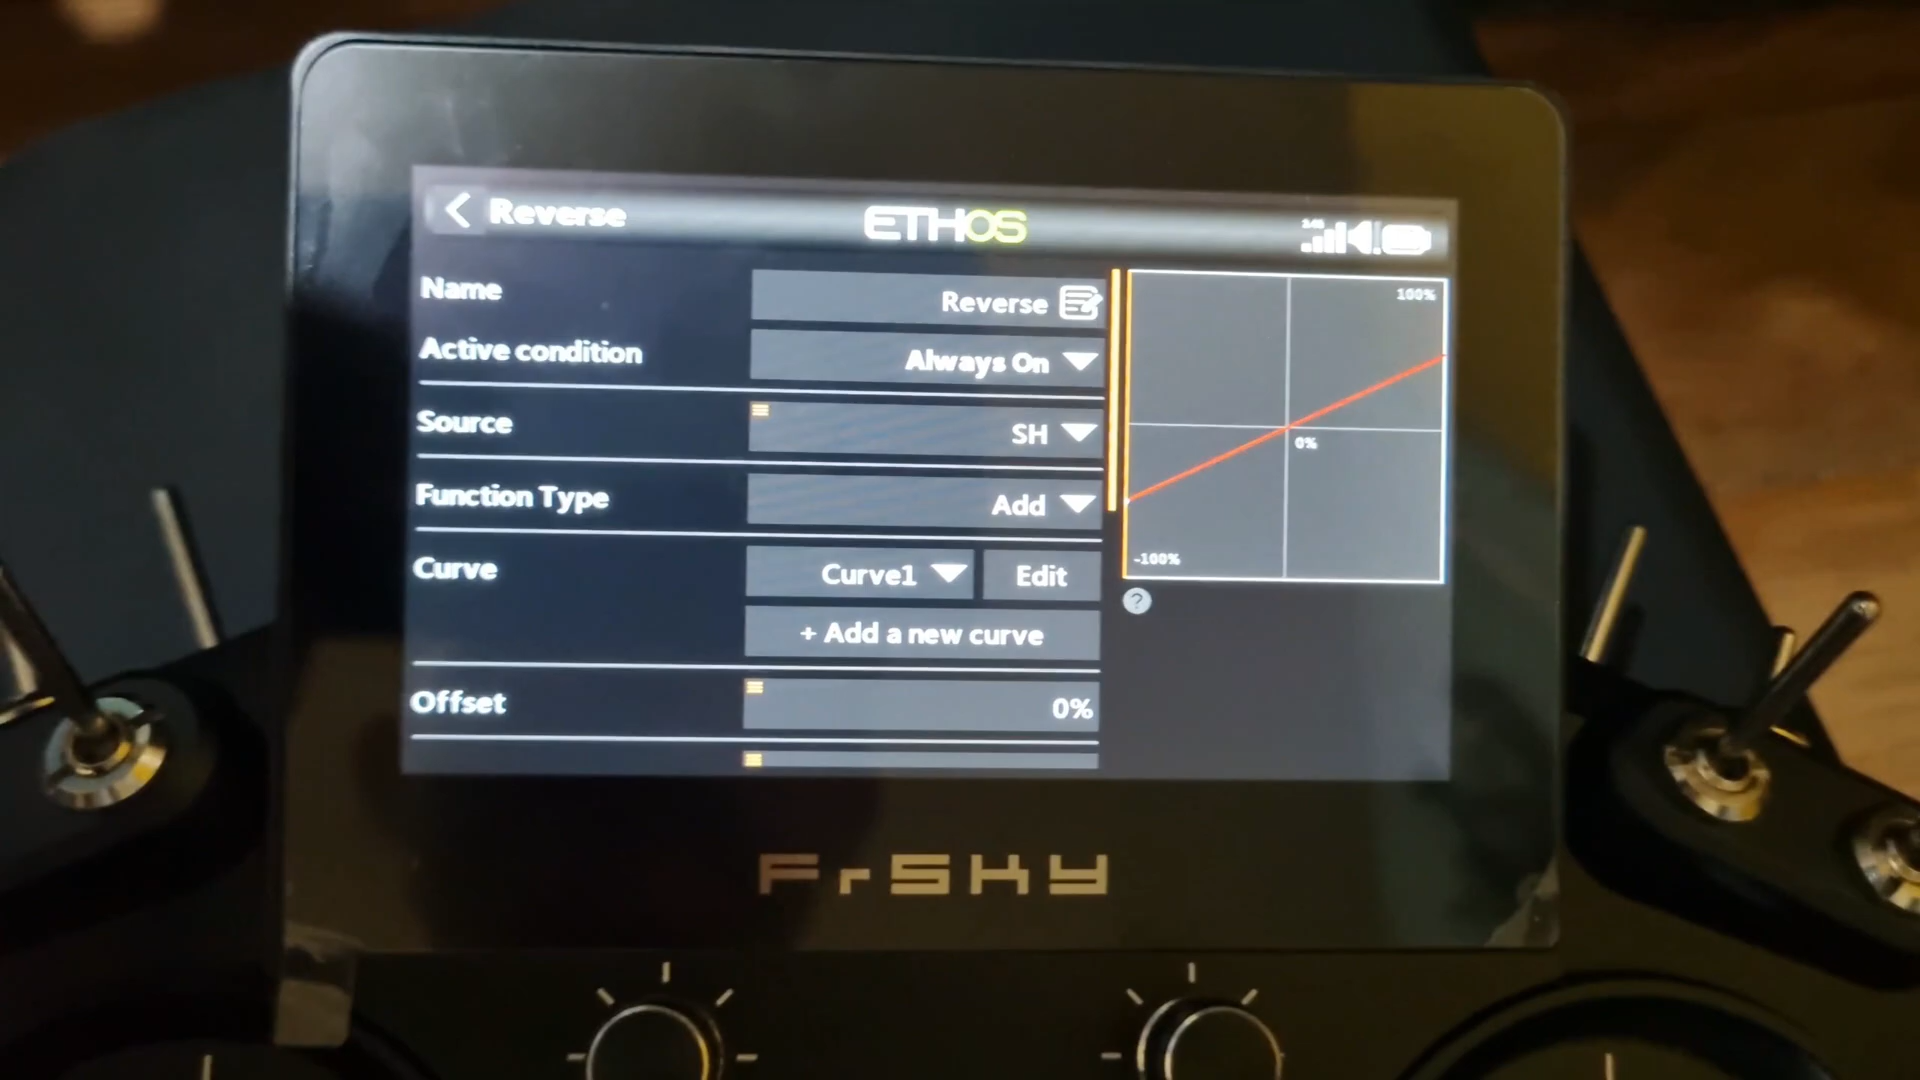 Reverse
ETHOS
Name
Reverse
Active condition
Always On
Source
SH
Function Type
Add
Curve
Curve1
Edit
+ Add a new curve
Offset
0%
100%
0%
-100%
?
FrSKY